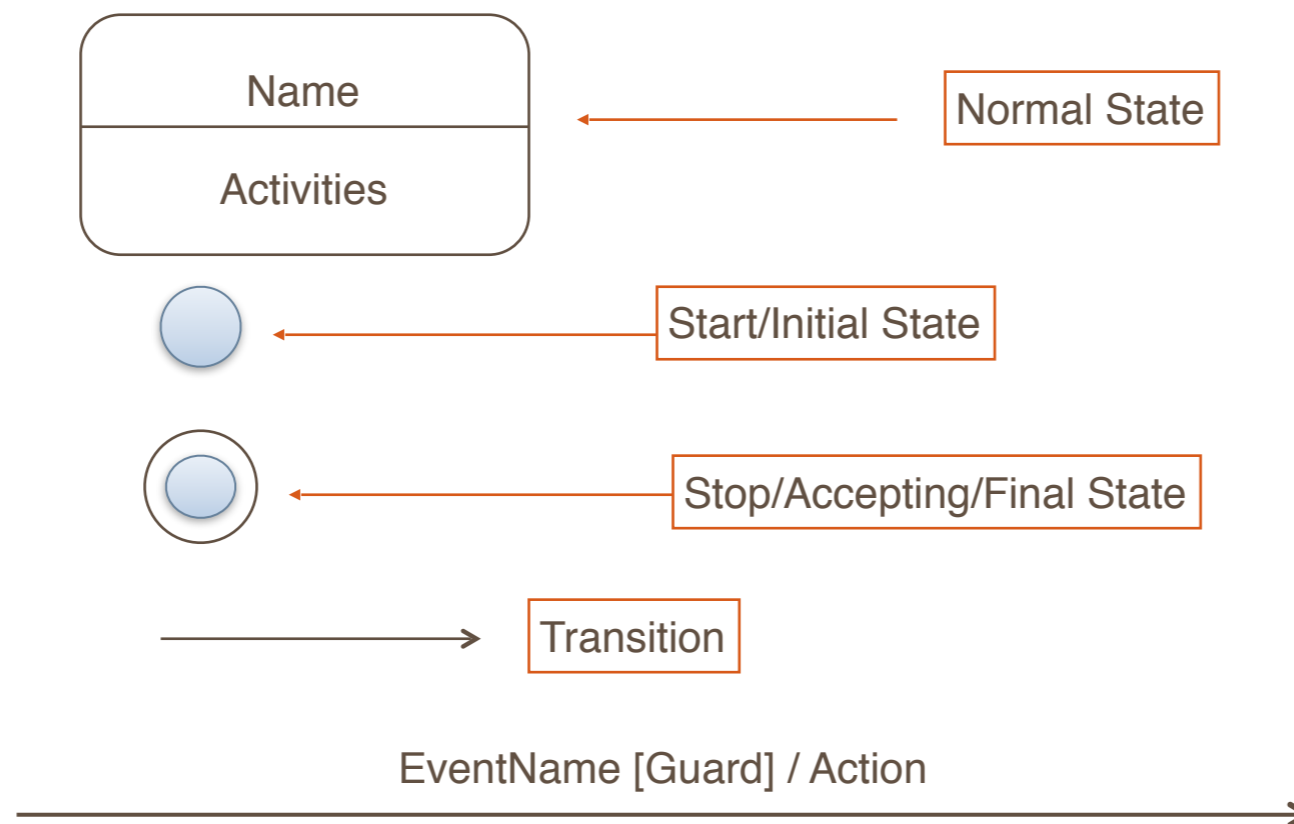 Name
Normal State
Activities
Start/Initial State
Stop/Accepting/Final State
Transition
EventName [Guard] / Action